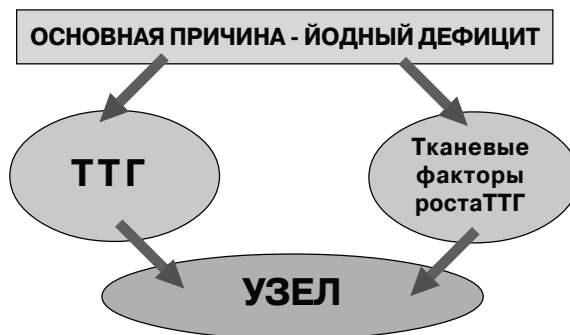 ОСНОВНАЯ ПРИЧИНА - ЙОДНЫЙ ДЕФИЦИТ
ТТГ
Тканевые
факторы
ростаТТГ
УЗЕЛ